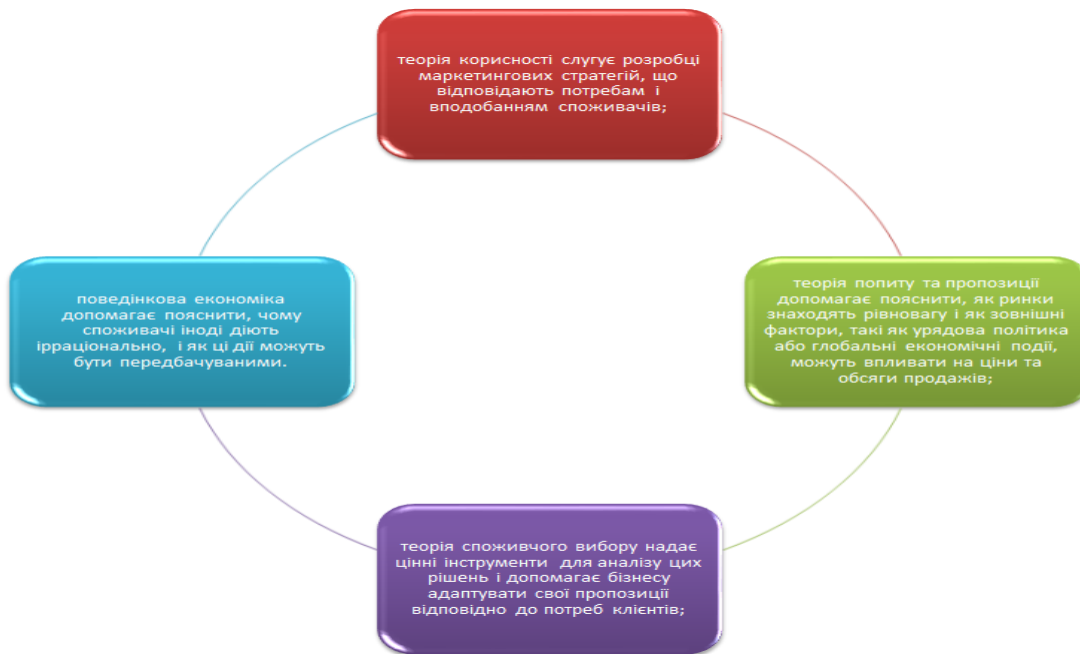 теорія корисності слугує розробці
маркетингових стратегій, що
відповідають потребам і
вподобанням споживачів;
теорія попиту та пропозиції
допомагає пояснити, як ринки
знаходять рівновагу і як зовнішні
фактори, такі як урядова політика
або глобальні економічні події,
можуть впливати на ціни та
обсяги продажів;
теорія споживчого вибору надає
цінні інструменти для аналізу цих
рішень і допомагає бізнесу
адаптувати свої пропозиції
відповідно до потреб клієнтів;
поведінкова економіка
допомагає пояснити, чому
споживачі іноді діють
ірраціонально, і як ці дії можуть
бути передбачуваними.